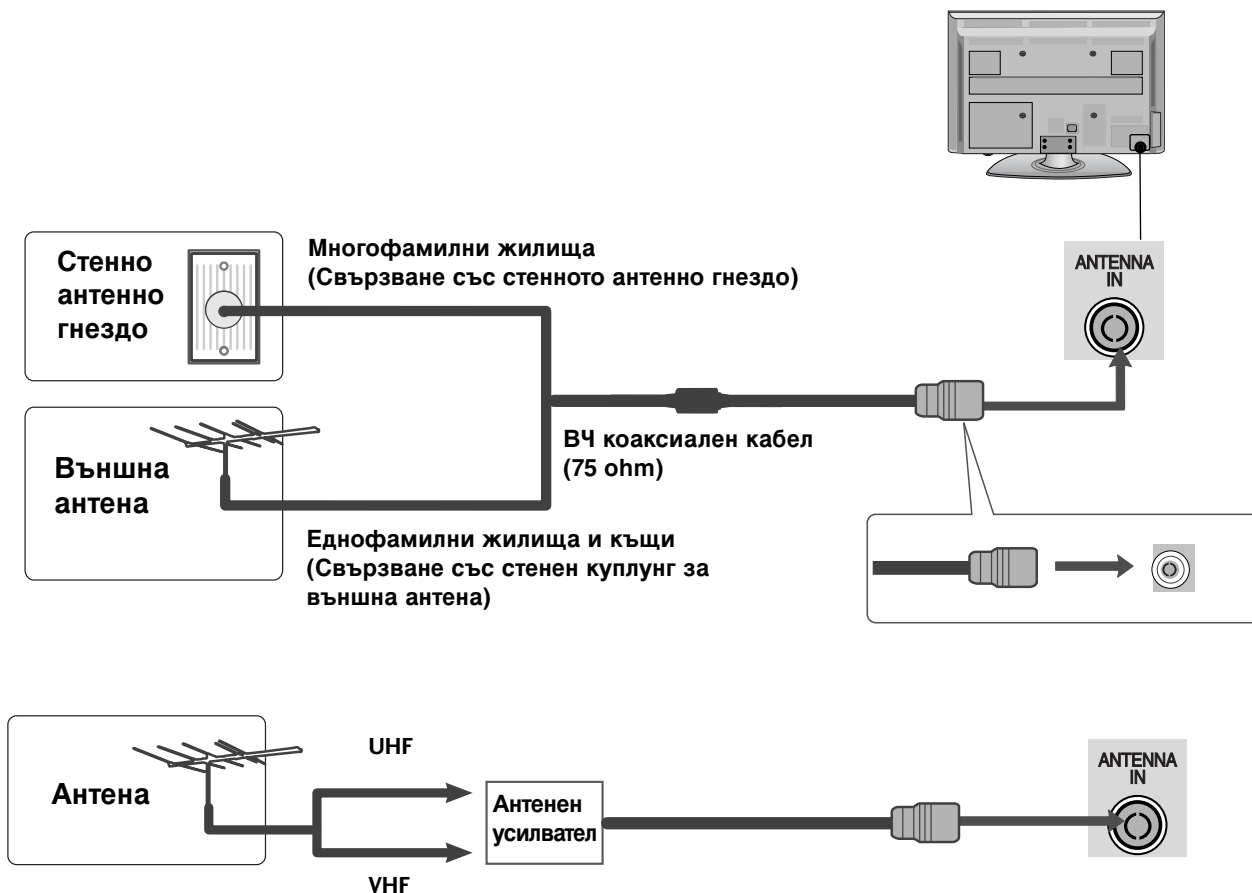 Стенно
антенно
гнездо
Многофамилни жилища
(Свързване със стенното антенно гнездо)
ANTENNA
IN
Външна
антена
ВЧ коаксиален кабел
(75 ohm)
Еднофамилни жилища и къщи
(Свързване със стенен куплунг за
външна антена)
Антена
UHF
VHF
Антенен
усилвател
ANTENNA
IN